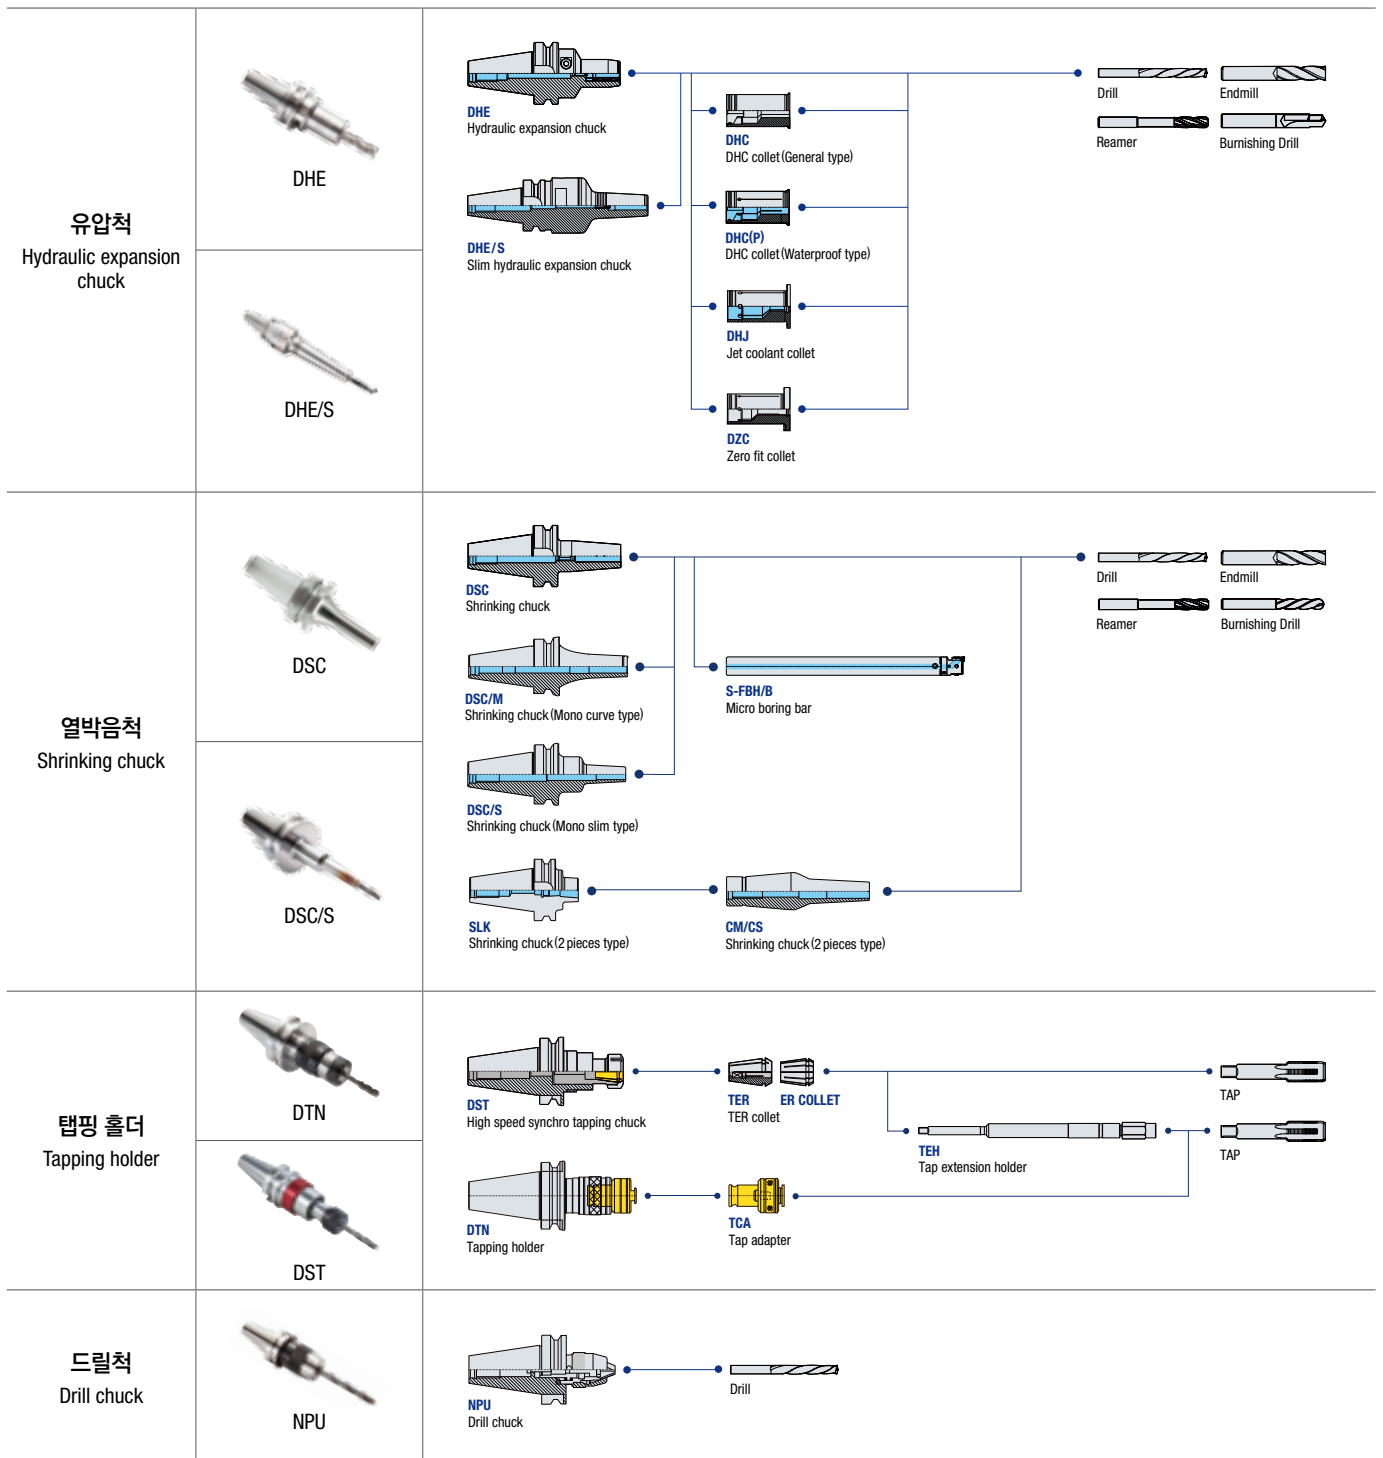 유압척
Hydraulic expansion
chuck
DHE
DHE/S
DHE
Hydraulic expansion chuck
DHE/S
Slim hydraulic expansion chuck
DHC
DHC collet (General type)
DHC(P)
DHC collet (Waterproof type)
DHJ
Jet coolant collet
DZC
Zero fit collet
Drill
Endmill
Reamer
Burnishing Drill
열박음척
Shrinking chuck
DSC
DSC/S
DSC
Shrinking chuck
DSC/M
Shrinking chuck (Mono curve type)
DSC/S
Shrinking chuck (Mono slim type)
SLK
Shrinking chuck (2 pieces type)
S-FBH/B
Micro boring bar
CM/CS
Shrinking chuck (2 pieces type)
Drill
Endmill
Reamer
Burnishing Drill
탭핑 홀더
Tapping holder
DTN
DST
DST
High speed synchro tapping chuck
TER
TER collet
ER COLLET
TAP
TEH
Tap extension holder
TAP
DTN
Tapping holder
TCA
Tap adapter
드릴척
Drill chuck
NPU
NPU
Drill chuck
Drill